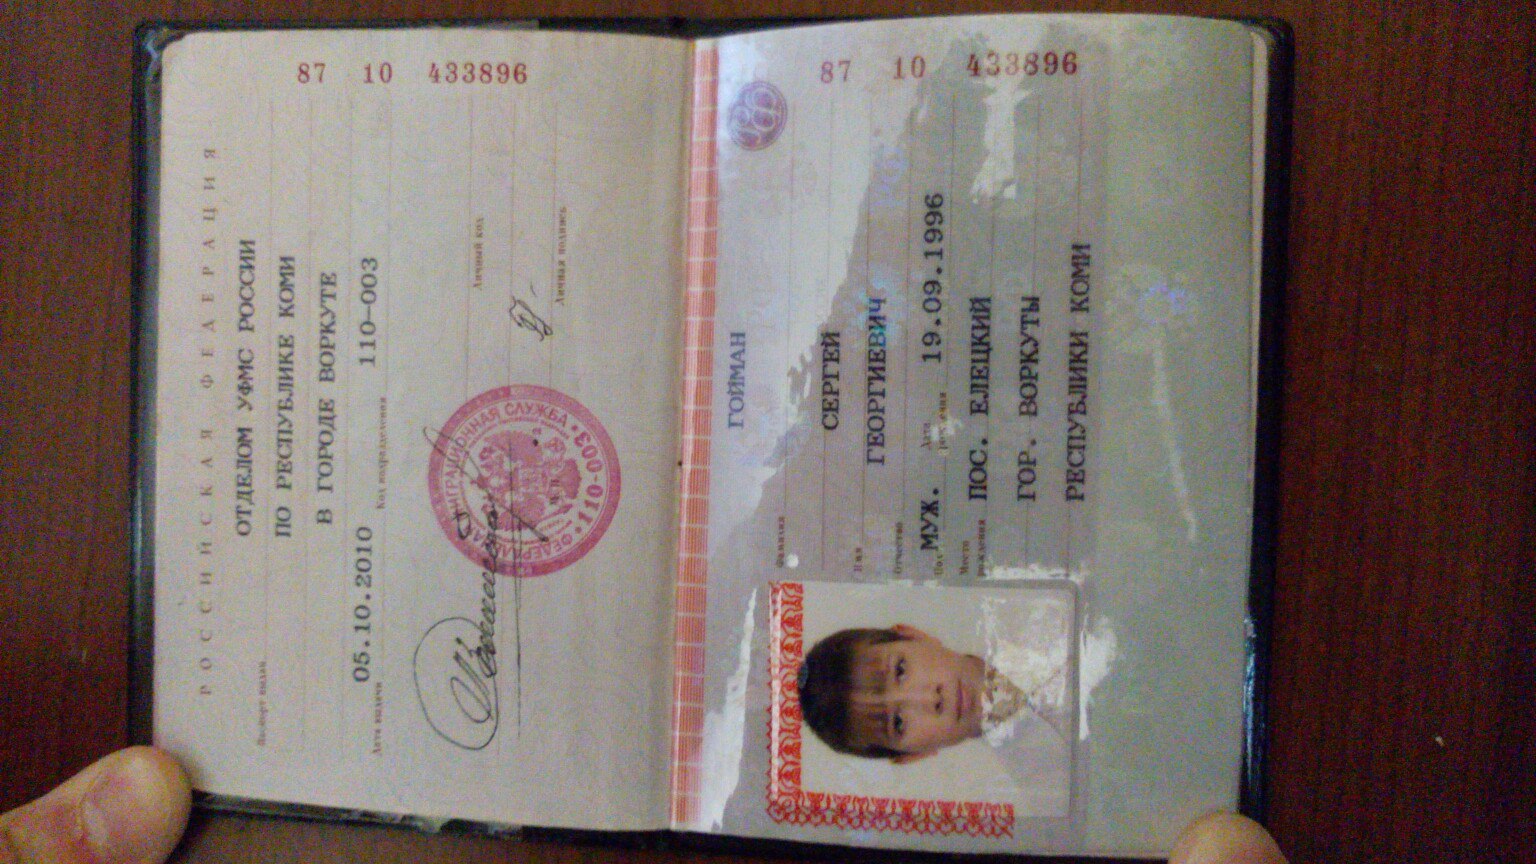 87 10 433896
РОССИЙСКАЯ ФЕДЕРАЦИЯ
Паспорт выдан
ОТДЕЛОМ УФМС РОССИИ
ПО РЕСПУБЛИКЕ КОМИ
В ГОРОДЕ ВОРКУТЕ
05.10.2010 110-003
Дата выдачи Код подразделения
Личный код
Личная подпись
МИГРАЦИОННАЯ СЛУЖБА • 110-003 • ФЕДЕРАЛЬНАЯ
87 10 433896
ГОЙМАН
Фамилия
СЕРГЕЙ
Имя
ГЕОРГИЕВИЧ
Отчество
МУЖ. Дата рождения 19.09.1996
Пол
Место рождения
ПОС. ЕЛЕЦКИЙ
ГОР. ВОРКУТЫ
РЕСПУБЛИКИ КОМИ